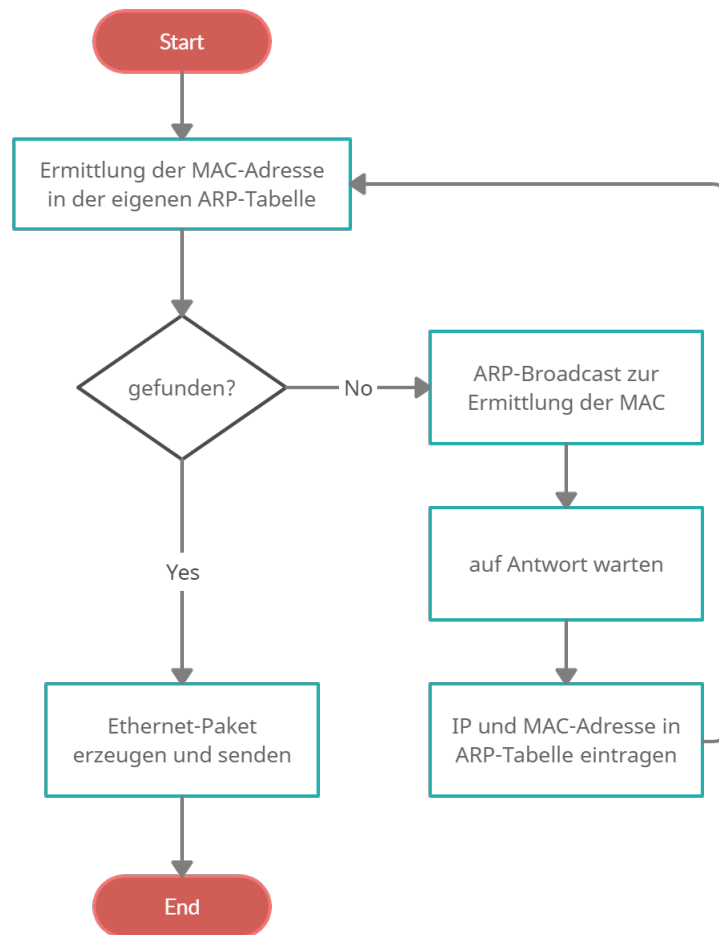 Start
Ermittlung der MAC-Adresse
in der eigenen ARP-Tabelle
gefunden?
No
ARP-Broadcast zur
Ermittlung der MAC
auf Antwort warten
Yes
Ethernet-Paket
erzeugen und senden
IP und MAC-Adresse in
ARP-Tabelle eintragen
End